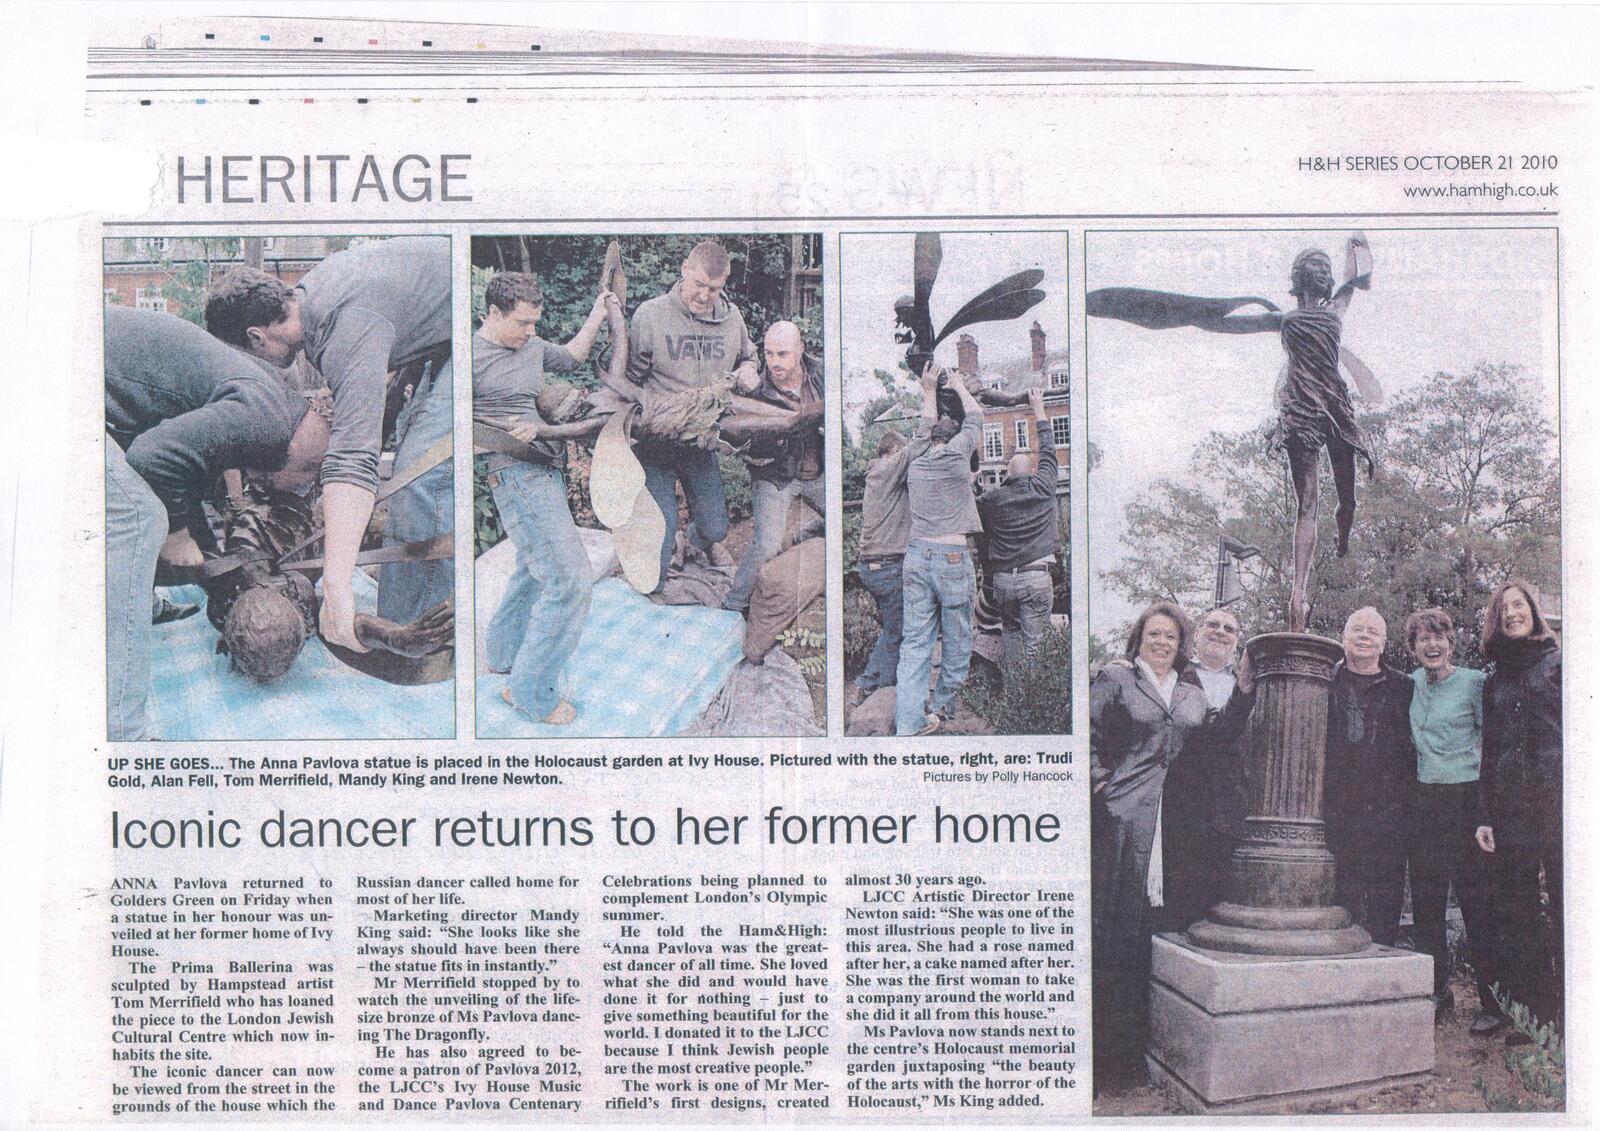 HERITAGE
H&H SERIES OCTOBER 21 2010
www.hamhigh.co.uk
VANS
UP SHE GOES... The Anna Pavlova statue is placed in the Holocaust garden at Ivy House. Pictured with the statue, right, are: Trudi
Gold, Alan Fell, Tom Merrifield, Mandy King and Irene Newton.
Pictures by Polly Hancock
Iconic dancer returns to her former home
ANNA Pavlova returned to
Golders Green on Friday when
a statue in her honour was un-
veiled at her former home of Ivy
House.
The Prima Ballerina was
sculpted by Hampstead artist
Tom Merrifield who has loaned
the piece to the London Jewish
Cultural Centre which now in-
habits the site.
The iconic dancer can now
be viewed from the street in the
grounds of the house which the
Russian dancer called home for
most of her life.
Marketing director Mandy
King said: “She looks like she
always should have been there
– the statue fits in instantly.”
Mr Merrifield stopped by to
watch the unveiling of the life-
size bronze of Ms Pavlova danc-
ing The Dragonfly.
He has also agreed to be-
come a patron of Pavlova 2012,
the LJCC’s Ivy House Music
and Dance Pavlova Centenary
Celebrations being planned to
complement London’s Olympic
summer.
He told the Ham&High:
“Anna Pavlova was the great-
est dancer of all time. She loved
what she did and would have
done it for nothing – just to
give something beautiful for the
world. I donated it to the LJCC
because I think Jewish people
are the most creative people.”
The work is one of Mr Mer-
rifield’s first designs, created
almost 30 years ago.
LJCC Artistic Director Irene
Newton said: “She was one of the
most illustrious people to live in
this area. She had a rose named
after her, a cake named after her.
She was the first woman to take
a company around the world and
she did it all from this house.”
Ms Pavlova now stands next to
the centre’s Holocaust memorial
garden juxtaposing “the beauty
of the arts with the horror of the
Holocaust,” Ms King added.